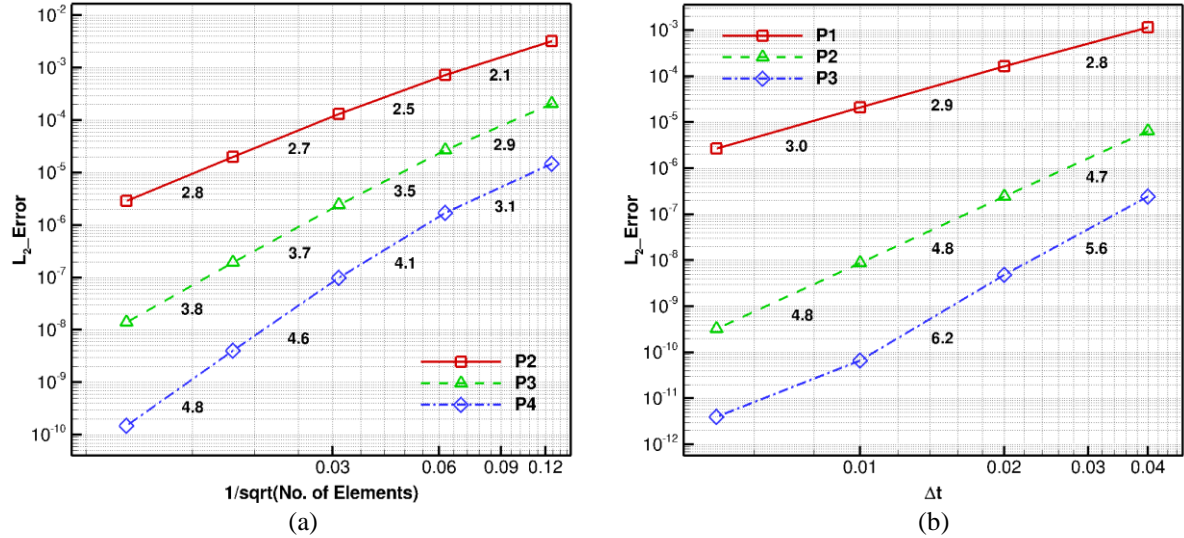 10⁻²
10⁻³
10⁻⁴
10⁻⁵
10⁻⁶
10⁻⁷
10⁻⁸
10⁻⁹
10⁻¹⁰
L₂_Error
2.1
2.5
2.7
2.8
2.9
3.5
3.7
3.8
3.1
4.1
4.6
4.8
P2
P3
P4
0.03 0.06 0.09 0.12
1/sqrt(No. of Elements)
(a)
10⁻³
10⁻⁴
10⁻⁵
10⁻⁶
10⁻⁷
10⁻⁸
10⁻⁹
10⁻¹⁰
10⁻¹¹
10⁻¹²
L₂_Error
P1
P2
P3
2.8
2.9
3.0
4.7
4.8
4.8
5.6
6.2
0.01 0.02 0.03 0.04
Δt
(b)